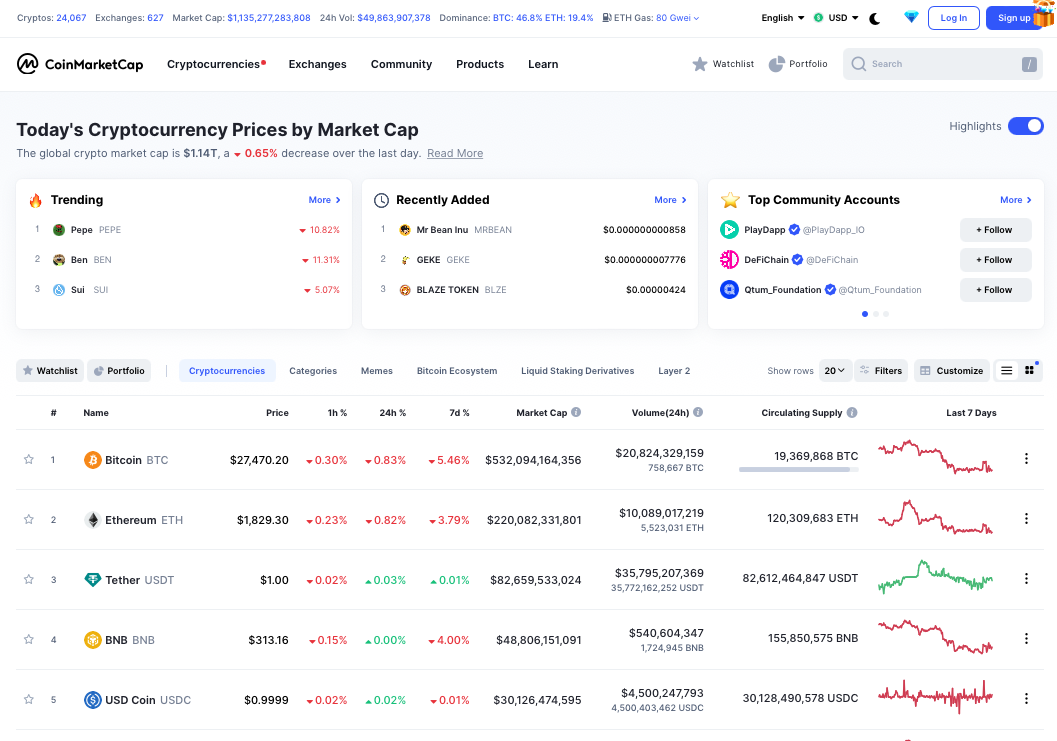 Cryptos: 24,067 Exchanges: 627 Market Cap: $1,135,277,283,808 24h Vol: $49,863,907,378 Dominance: BTC: 46.8% ETH: 19.4% ETH Gas: 80 Gwei English USD Log In Sign up
CoinMarketCap Cryptocurrencies Exchanges Community Products Learn Watchlist Portfolio Search /
Today's Cryptocurrency Prices by Market Cap Highlights
The global crypto market cap is $1.14T, a 0.65% decrease over the last day. Read More
Trending More
1 Pepe PEPE 10.82%
2 Ben BEN 11.31%
3 Sui SUI 5.07%
Recently Added More
1 Mr Bean Inu MRBEAN $0.000000000858
2 GEKE GEKE $0.000000007776
3 BLAZE TOKEN BLZE $0.00000424
Top Community Accounts More
PlayDapp @PlayDapp_IO + Follow
DeFiChain @DeFiChain + Follow
Qtum_Foundation @Qtum_Foundation + Follow
Watchlist Portfolio Cryptocurrencies Categories Memes Bitcoin Ecosystem Liquid Staking Derivatives Layer 2 Show rows 20 Filters Customize
# Name Price 1h % 24h % 7d % Market Cap Volume(24h) Circulating Supply Last 7 Days
1 Bitcoin BTC $27,470.20 0.30% 0.83% 5.46% $532,094,164,356 $20,824,329,159 19,369,868 BTC
758,667 BTC
2 Ethereum ETH $1,829.30 0.23% 0.82% 3.79% $220,082,331,801 $10,089,017,219 120,309,683 ETH
5,523,031 ETH
3 Tether USDT $1.00 0.02% 0.03% 0.01% $82,659,533,024 $35,795,207,369 82,612,464,847 USDT
35,772,162,252 USDT
4 BNB BNB $313.16 0.15% 0.00% 4.00% $48,806,151,091 $540,604,347 155,850,575 BNB
1,724,945 BNB
5 USD Coin USDC $0.9999 0.02% 0.02% 0.01% $30,126,474,595 $4,500,247,793 30,128,490,578 USDC
4,500,403,462 USDC